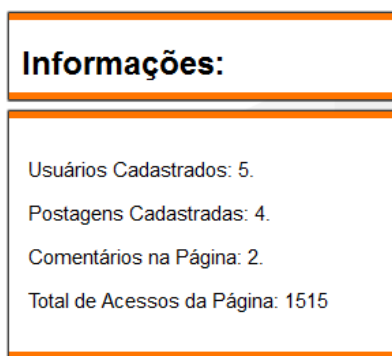 Informações:
Usuários Cadastrados: 5.
Postagens Cadastradas: 4.
Comentários na Página: 2.
Total de Acessos da Página: 1515